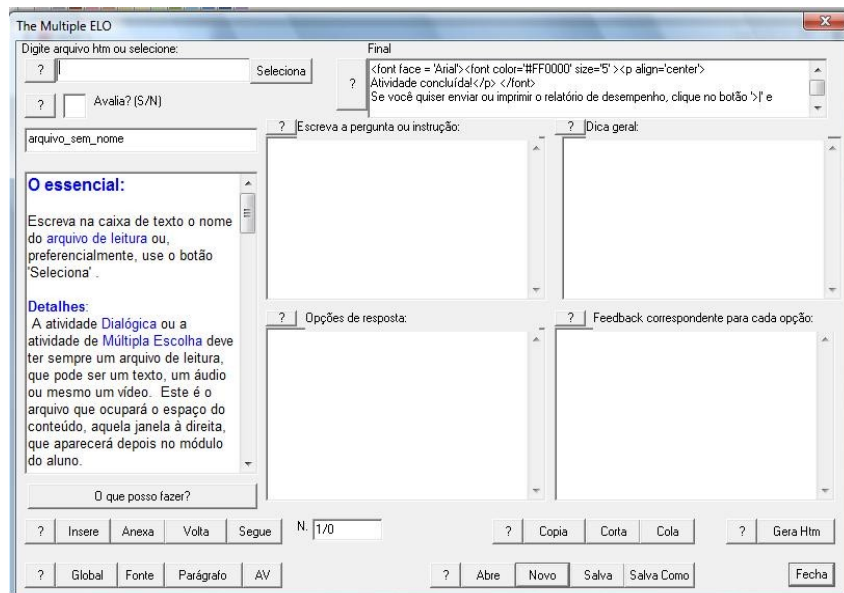 The Multiple ELO
Digite arquivo htm ou selecione:
?
Seleciona
?
Avalia? (S/N)
arquivo_sem_nome
Final
?
<font face = 'Arial'><font color='#FF0000' size='5' ><p align='center'>
Atividade concluída!</p> </font>
Se você quiser enviar ou imprimir o relatório de desempenho, clique no botão '>|' e
? Escreva a pergunta ou instrução:
? Dica geral:
O essencial:
Escreva na caixa de texto o nome
do arquivo de leitura ou,
preferencialmente, use o botão
'Seleciona' .
Detalhes:
A atividade Dialógica ou a
atividade de Múltipla Escolha deve
ter sempre um arquivo de leitura,
que pode ser um texto, um áudio
ou mesmo um vídeo. Este é o
arquivo que ocupará o espaço do
conteúdo, aquela janela à direita,
que aparecerá depois no módulo
do aluno.
? Opções de resposta:
? Feedback correspondente para cada opção:
O que posso fazer?
? Insere Anexa Volta Segue N. 1/0 ? Copia Corta Cola ? Gera Htm
? Global Fonte Parágrafo AV ? Abre Novo Salva Salva Como Fecha